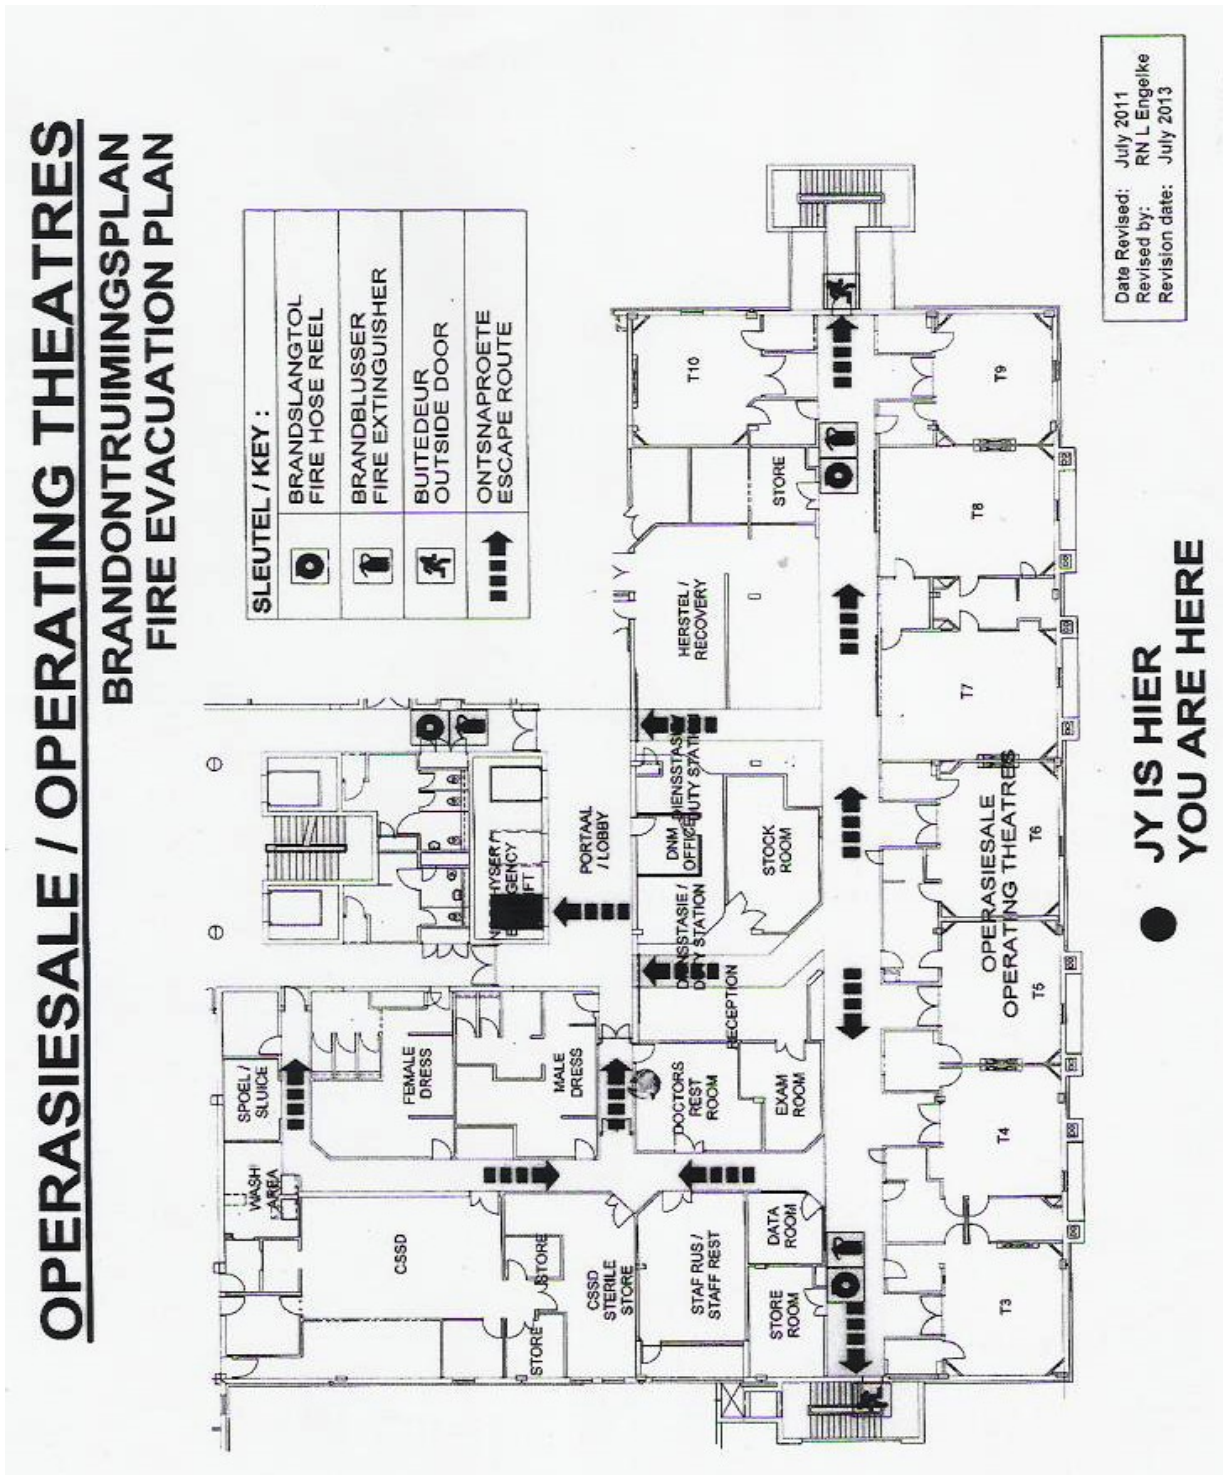 OPERASIESALE / OPERATING THEATRES
BRANDONTRUIMINGSPLAN
FIRE EVACUATION PLAN
SLEUTEL / KEY :
BRANDSLANGTOL
FIRE HOSE REEL
BRANDBLUSSER
FIRE EXTINGUISHER
BUITEDEUR
OUTSIDE DOOR
ONTSNAPROETE
ESCAPE ROUTE
SPOEL /
SLUICE
WASH
AREA
FEMALE
DRESS
MALE
DRESS
CSSD
STORE
STORE
CSSD
STERILE
STORE
PORTAAL
/ LOBBY
DIENSSTASIE
DUTY STATION
DNM
OFFICE
DIENSSTASIE /
DUTY STATION
STOCK
ROOM
RECEPTION
DOCTORS
REST
ROOM
EXAM
ROOM
STAF RUS /
STAFF REST
DATA
ROOM
STORE
ROOM
HERSTEL /
RECOVERY
STORE
T10
T9
T8
T7
OPERASIESALE
OPERATING THEATRES
T6
T5
T4
T3
JY IS HIER
YOU ARE HERE
Date Revised: July 2011
Revised by: RN L Engelke
Revision date: July 2013